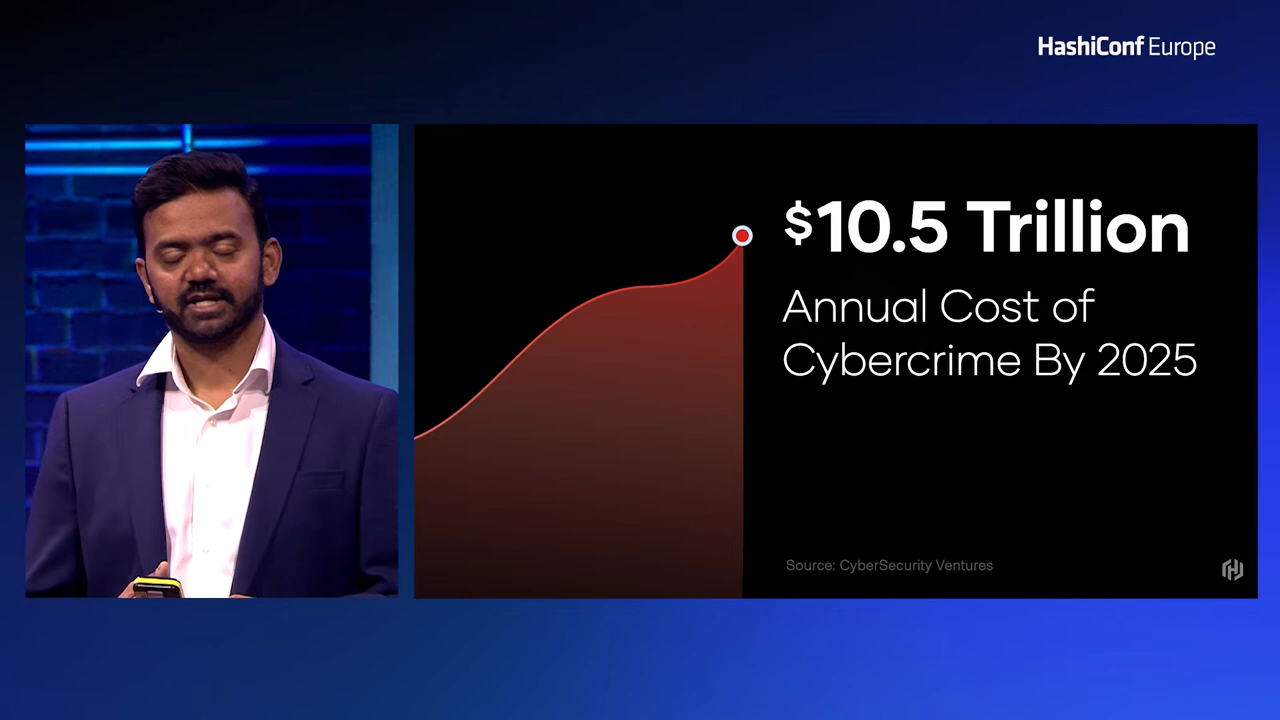 HashiConf Europe
$10.5 Trillion
Annual Cost of
Cybercrime By 2025
Source: CyberSecurity Ventures